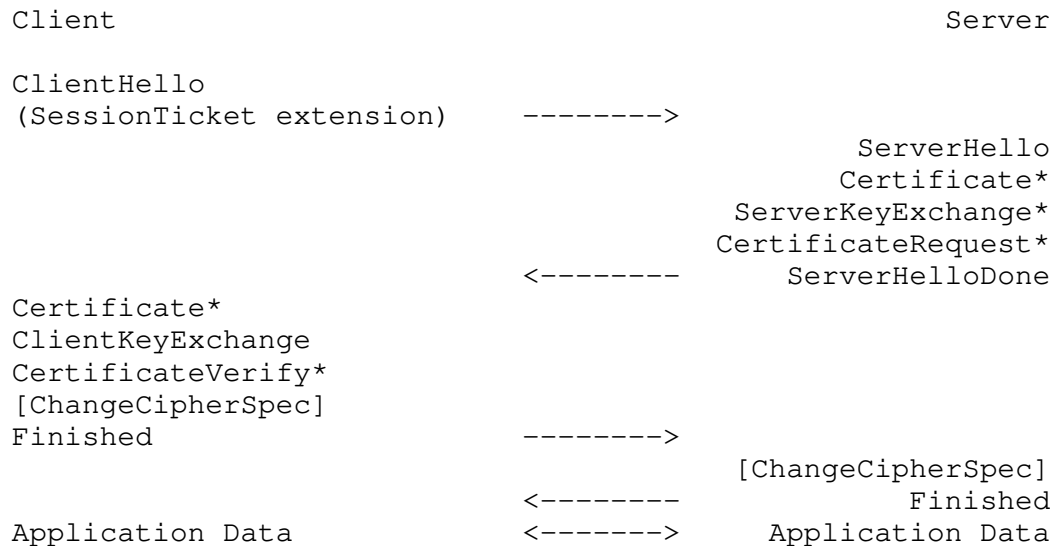 Client                                               Server

ClientHello
(SessionTicket extension)    -------->
                                                ServerHello
                                               Certificate*
                                         ServerKeyExchange*
                                        CertificateRequest*
                             <--------      ServerHelloDone
Certificate*
ClientKeyExchange
CertificateVerify*
[ChangeCipherSpec]
Finished                     -------->
                                         [ChangeCipherSpec]
                             <--------             Finished
Application Data             <------->     Application Data